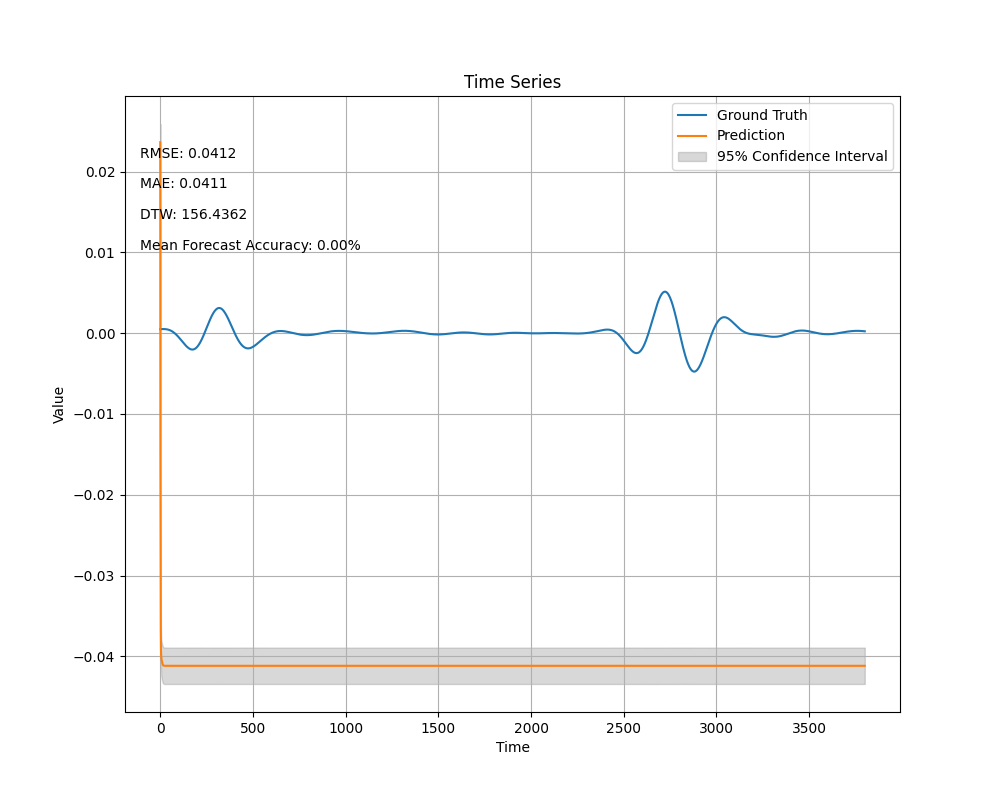 Time Series
Ground Truth
Prediction
95% Confidence Interval
RMSE: 0.0412
MAE: 0.0411
DTW: 156.4362
Mean Forecast Accuracy: 0.00%
Value
0.02
0.01
0.00
−0.01
−0.02
−0.03
−0.04
0 500 1000 1500 2000 2500 3000 3500
Time